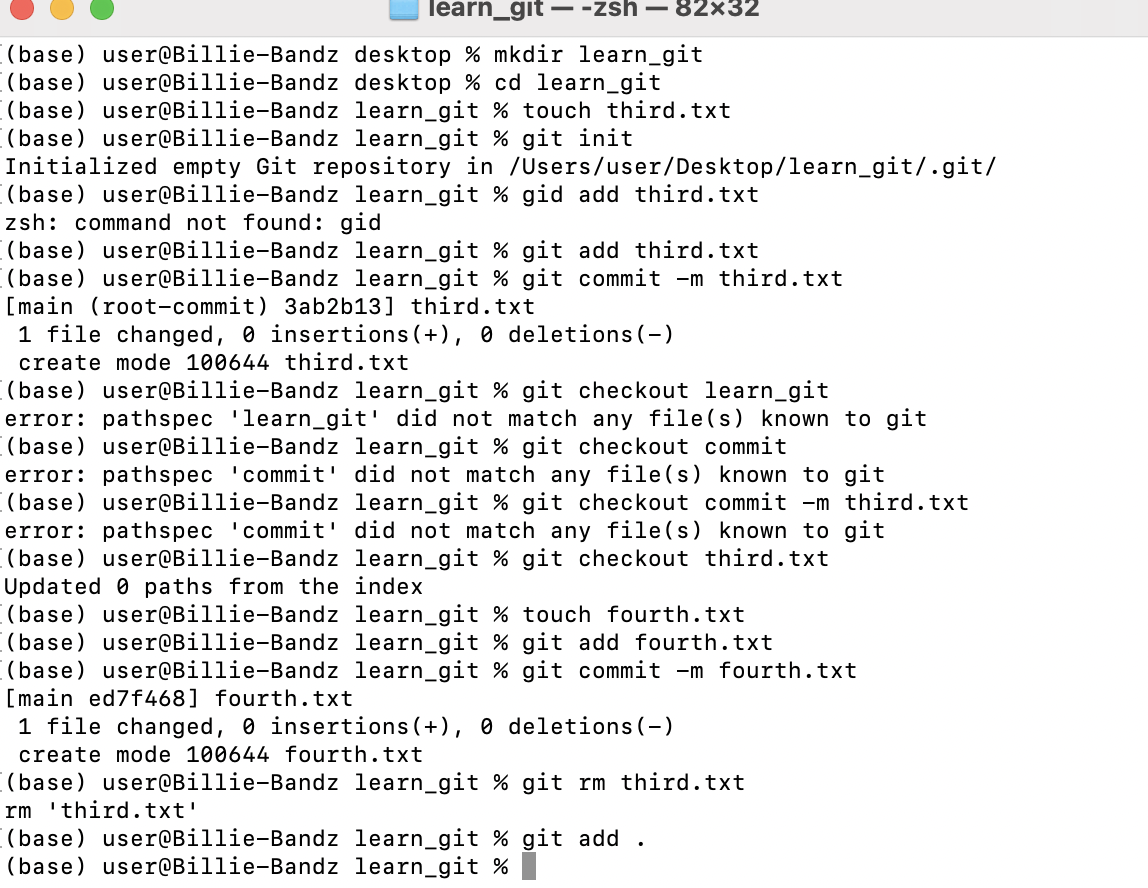 learn_git — -zsh — 82×32
(base) user@Billie-Bandz desktop % mkdir learn_git
(base) user@Billie-Bandz desktop % cd learn_git
(base) user@Billie-Bandz learn_git % touch third.txt
(base) user@Billie-Bandz learn_git % git init
Initialized empty Git repository in /Users/user/Desktop/learn_git/.git/
(base) user@Billie-Bandz learn_git % gid add third.txt
zsh: command not found: gid
(base) user@Billie-Bandz learn_git % git add third.txt
(base) user@Billie-Bandz learn_git % git commit -m third.txt
[main (root-commit) 3ab2b13] third.txt
 1 file changed, 0 insertions(+), 0 deletions(-)
 create mode 100644 third.txt
(base) user@Billie-Bandz learn_git % git checkout learn_git
error: pathspec 'learn_git' did not match any file(s) known to git
(base) user@Billie-Bandz learn_git % git checkout commit
error: pathspec 'commit' did not match any file(s) known to git
(base) user@Billie-Bandz learn_git % git checkout commit -m third.txt
error: pathspec 'commit' did not match any file(s) known to git
(base) user@Billie-Bandz learn_git % git checkout third.txt
Updated 0 paths from the index
(base) user@Billie-Bandz learn_git % touch fourth.txt
(base) user@Billie-Bandz learn_git % git add fourth.txt
(base) user@Billie-Bandz learn_git % git commit -m fourth.txt
[main ed7f468] fourth.txt
 1 file changed, 0 insertions(+), 0 deletions(-)
 create mode 100644 fourth.txt
(base) user@Billie-Bandz learn_git % git rm third.txt
rm 'third.txt'
(base) user@Billie-Bandz learn_git % git add .
(base) user@Billie-Bandz learn_git %